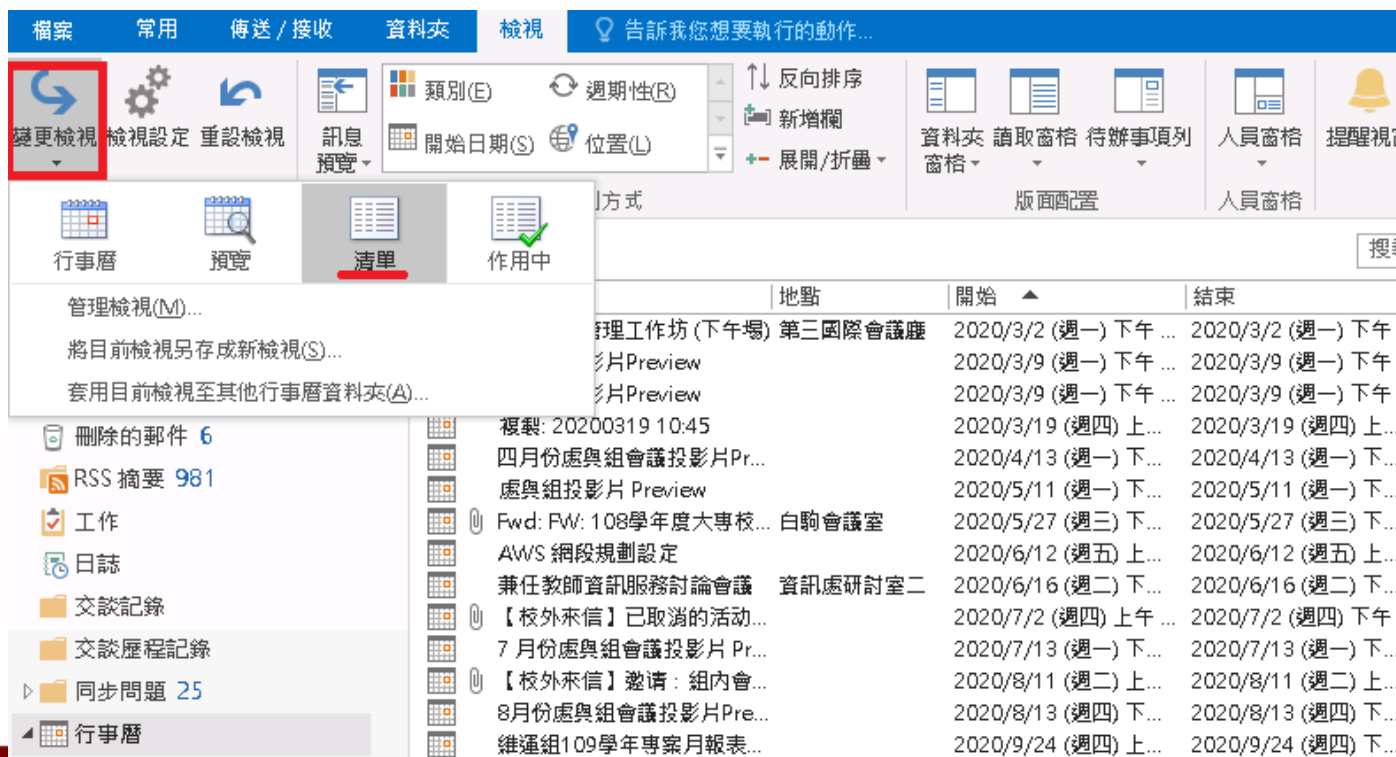 檔案 常用 傳送 / 接收 資料夾 檢視 告訴我您想要執行的動作...
變更檢視 檢視設定 重設檢視 訊息預覽
類別(E) 週期性(R)
開始日期(S) 位置(L)
反向排序
新增欄
展開/折疊
資料夾窗格 讀取窗格 待辦事項列 人員窗格
列方式 版面配置 人員窗格
行事曆 預覽 清單 作用中
管理檢視(M)...
將目前檢視另存成新檢視(S)...
套用目前檢視至其他行事曆資料夾(A)...
刪除的郵件 6
RSS 摘要 981
工作
日誌
交談記錄
交談歷程記錄
同步問題 25
行事曆
地點 開始 結束
管理工作坊 (下午場) 第三國際會議廳 2020/3/2 (週一) 下午 ... 2020/3/2 (週一) 下午
影片Preview 2020/3/9 (週一) 下午 ... 2020/3/9 (週一) 下午
影片Preview 2020/3/9 (週一) 下午 ... 2020/3/9 (週一) 下午
複製: 20200319 10:45 2020/3/19 (週四) 上... 2020/3/19 (週四) 上...
四月份處與組會議投影片Pr... 2020/4/13 (週一) 下... 2020/4/13 (週一) 下...
處與組投影片 Preview 2020/5/11 (週一) 下... 2020/5/11 (週一) 下...
Fwd: FW: 108學年度大專校... 白駒會議室 2020/5/27 (週三) 下... 2020/5/27 (週三) 下...
AWS 網段規劃設定 2020/6/12 (週五) 上... 2020/6/12 (週五) 上...
兼任教師資訊服務討論會議 資訊處研討室二 2020/6/16 (週二) 下... 2020/6/16 (週二) 下...
【校外來信】已取消的活动... 2020/7/2 (週四) 上午 ... 2020/7/2 (週四) 下午
7 月份處與組會議投影片 Pr... 2020/7/13 (週一) 下... 2020/7/13 (週一) 下...
【校外來信】邀请 : 組內會... 2020/8/11 (週二) 上... 2020/8/11 (週二) 上...
8月份處與組會議投影片Pre... 2020/8/13 (週四) 下... 2020/8/13 (週四) 下...
維運組109學年專案月報表... 2020/9/24 (週四) 上... 2020/9/24 (週四) 下...